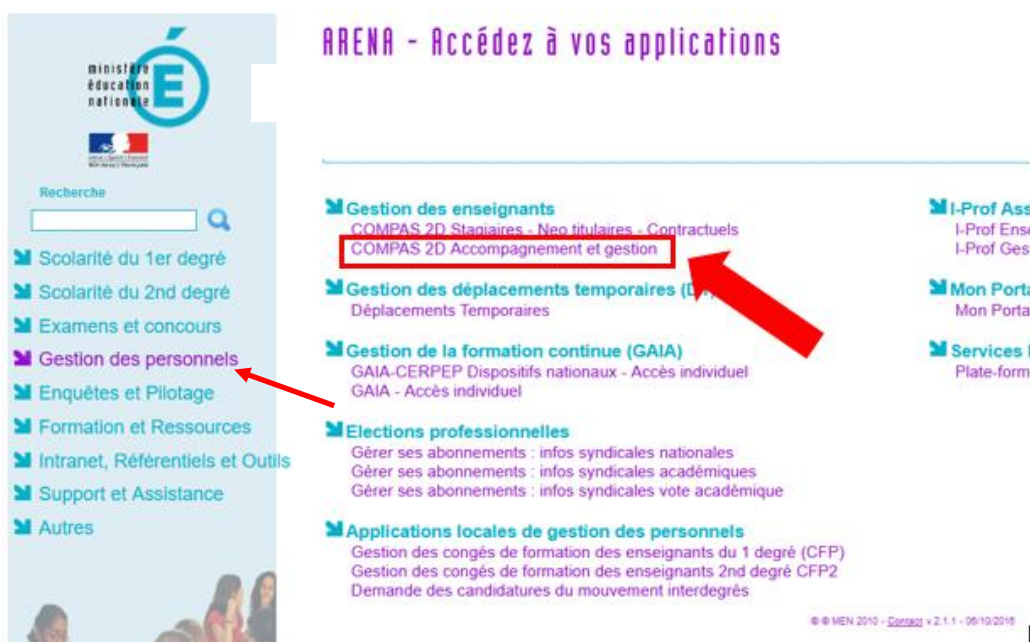 ministère
éducation
nationale
Recherche
Scolarité du 1er degré
Scolarité du 2nd degré
Examens et concours
Gestion des personnels
Enquêtes et Pilotage
Formation et Ressources
Intranet, Référentiels et Outils
Support et Assistance
Autres
ARENA - Accédez à vos applications
Gestion des enseignants
COMPAS 2D Stagiaires - Neo titulaires - Contractuels
COMPAS 2D Accompagnement et gestion
Gestion des déplacements temporaires
Déplacements Temporaires
Gestion de la formation continue (GAIA)
GAIA-CERPEP Dispositifs nationaux - Accès individuel
GAIA - Accès individuel
Elections professionnelles
Gérer ses abonnements : infos syndicales nationales
Gérer ses abonnements : infos syndicales académiques
Gérer ses abonnements : infos syndicales vote académique
Applications locales de gestion des personnels
Gestion des congés de formation des enseignants du 1 degré (CFP)
Gestion des congés de formation des enseignants 2nd degré CFP2
Demande des candidatures du mouvement interdegrés
I-Prof Ass
I-Prof Ense
I-Prof Gest
Mon Porta
Mon Porta
Services
Plate-form
© © MEN 2010 - Contact v.2.1.1 - 06/10/2016